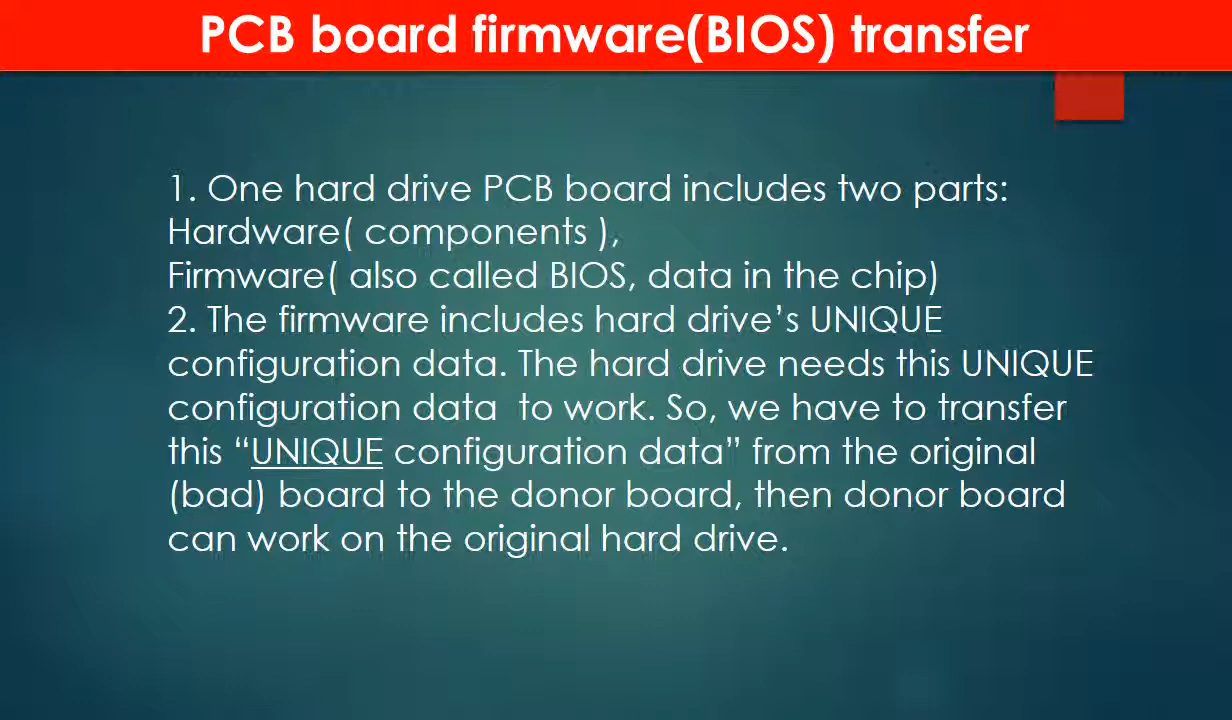 PCB board firmware(BIOS) transfer
1. One hard drive PCB board includes two parts:
Hardware( components ),
Firmware( also called BIOS, data in the chip)
2. The firmware includes hard drive’s UNIQUE
configuration data. The hard drive needs this UNIQUE
configuration data  to work. So, we have to transfer
this “UNIQUE configuration data” from the original
(bad) board to the donor board, then donor board
can work on the original hard drive.